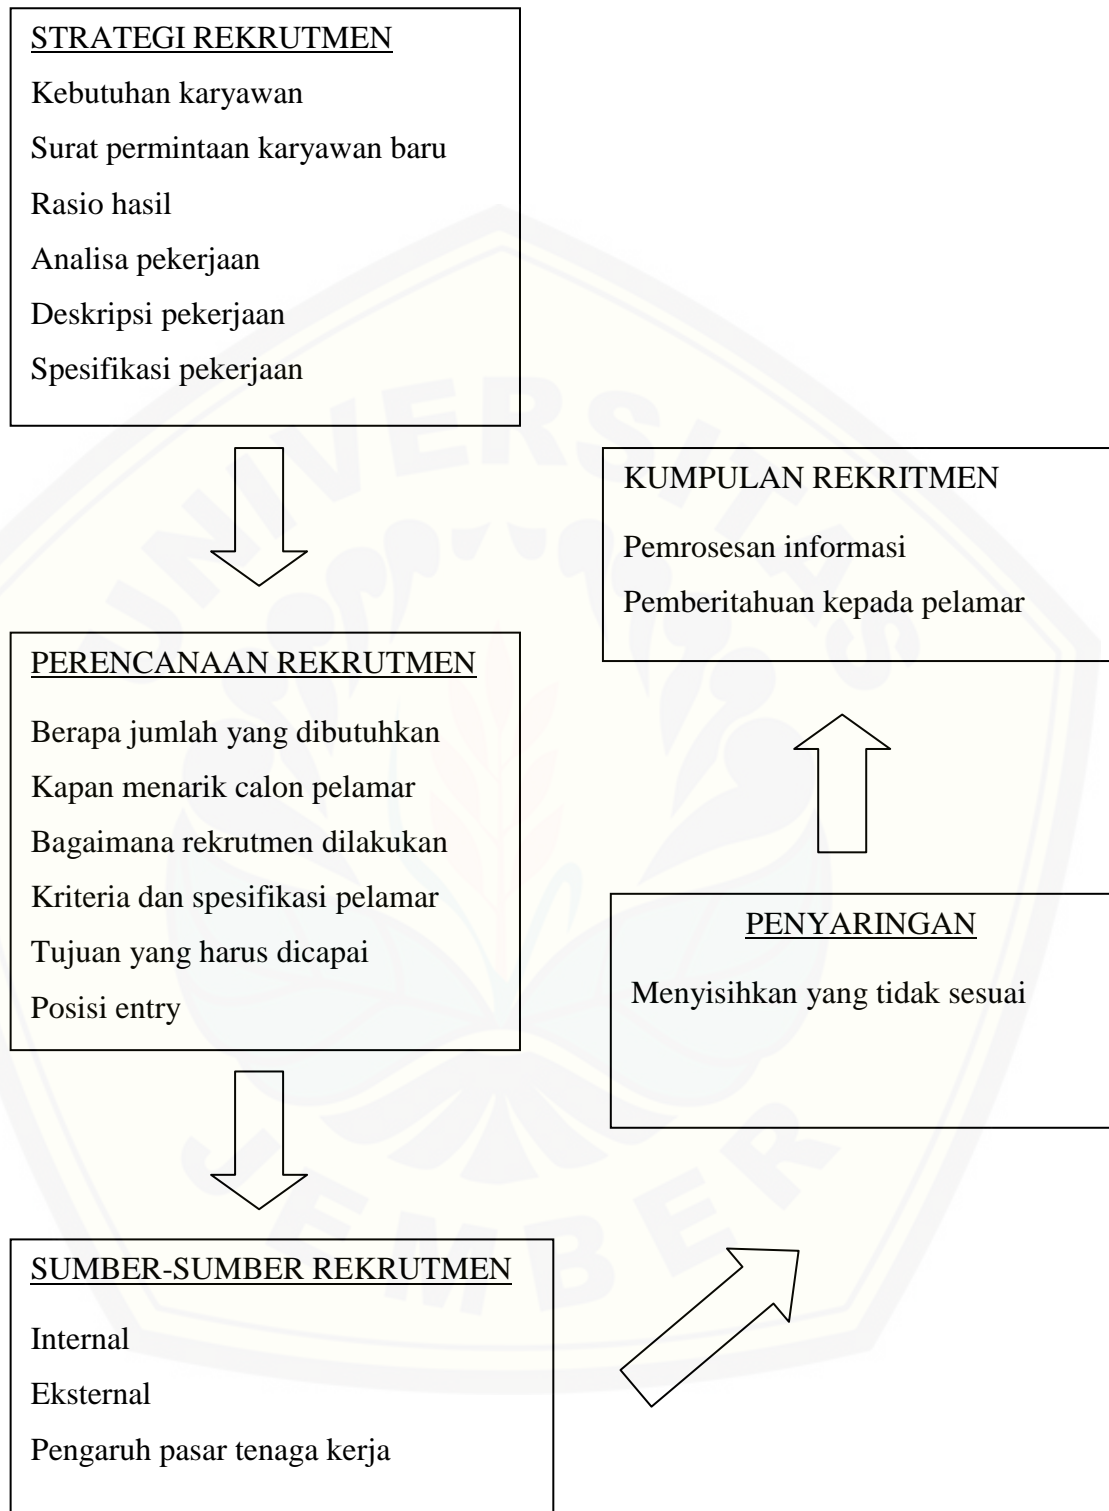 STRATEGI REKRUTMEN
Kebutuhan karyawan
Surat permintaan karyawan baru
Rasio hasil
Analisa pekerjaan
Deskripsi pekerjaan
Spesifikasi pekerjaan
PERENCANAAN REKRUTMEN
Berapa jumlah yang dibutuhkan
Kapan menarik calon pelamar
Bagaimana rekrutmen dilakukan
Kriteria dan spesifikasi pelamar
Tujuan yang harus dicapai
Posisi entry
SUMBER-SUMBER REKRUTMEN
Internal
Eksternal
Pengaruh pasar tenaga kerja
PENYARINGAN
Menyisihkan yang tidak sesuai
KUMPULAN REKRITMEN
Pemrosesan informasi
Pemberitahuan kepada pelamar
UNIVERSITAS
JEMBER